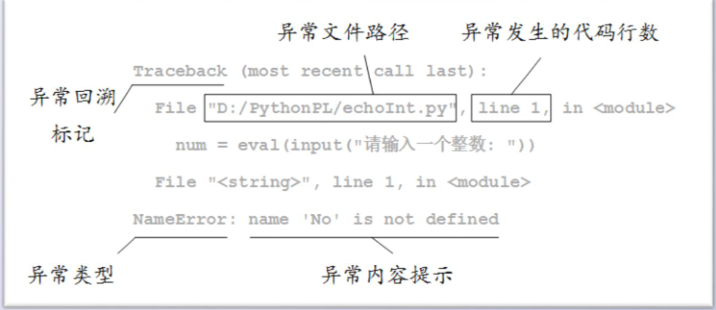 异常文件路径 异常发生的代码行数
Traceback (most recent call last):
异常回溯
标记
File "D:/PythonPL/echoInt.py", line 1, in <module>
num = eval(input("请输入一个整数: "))
File "<string>", line 1, in <module>
NameError: name 'No' is not defined
异常类型 异常内容提示